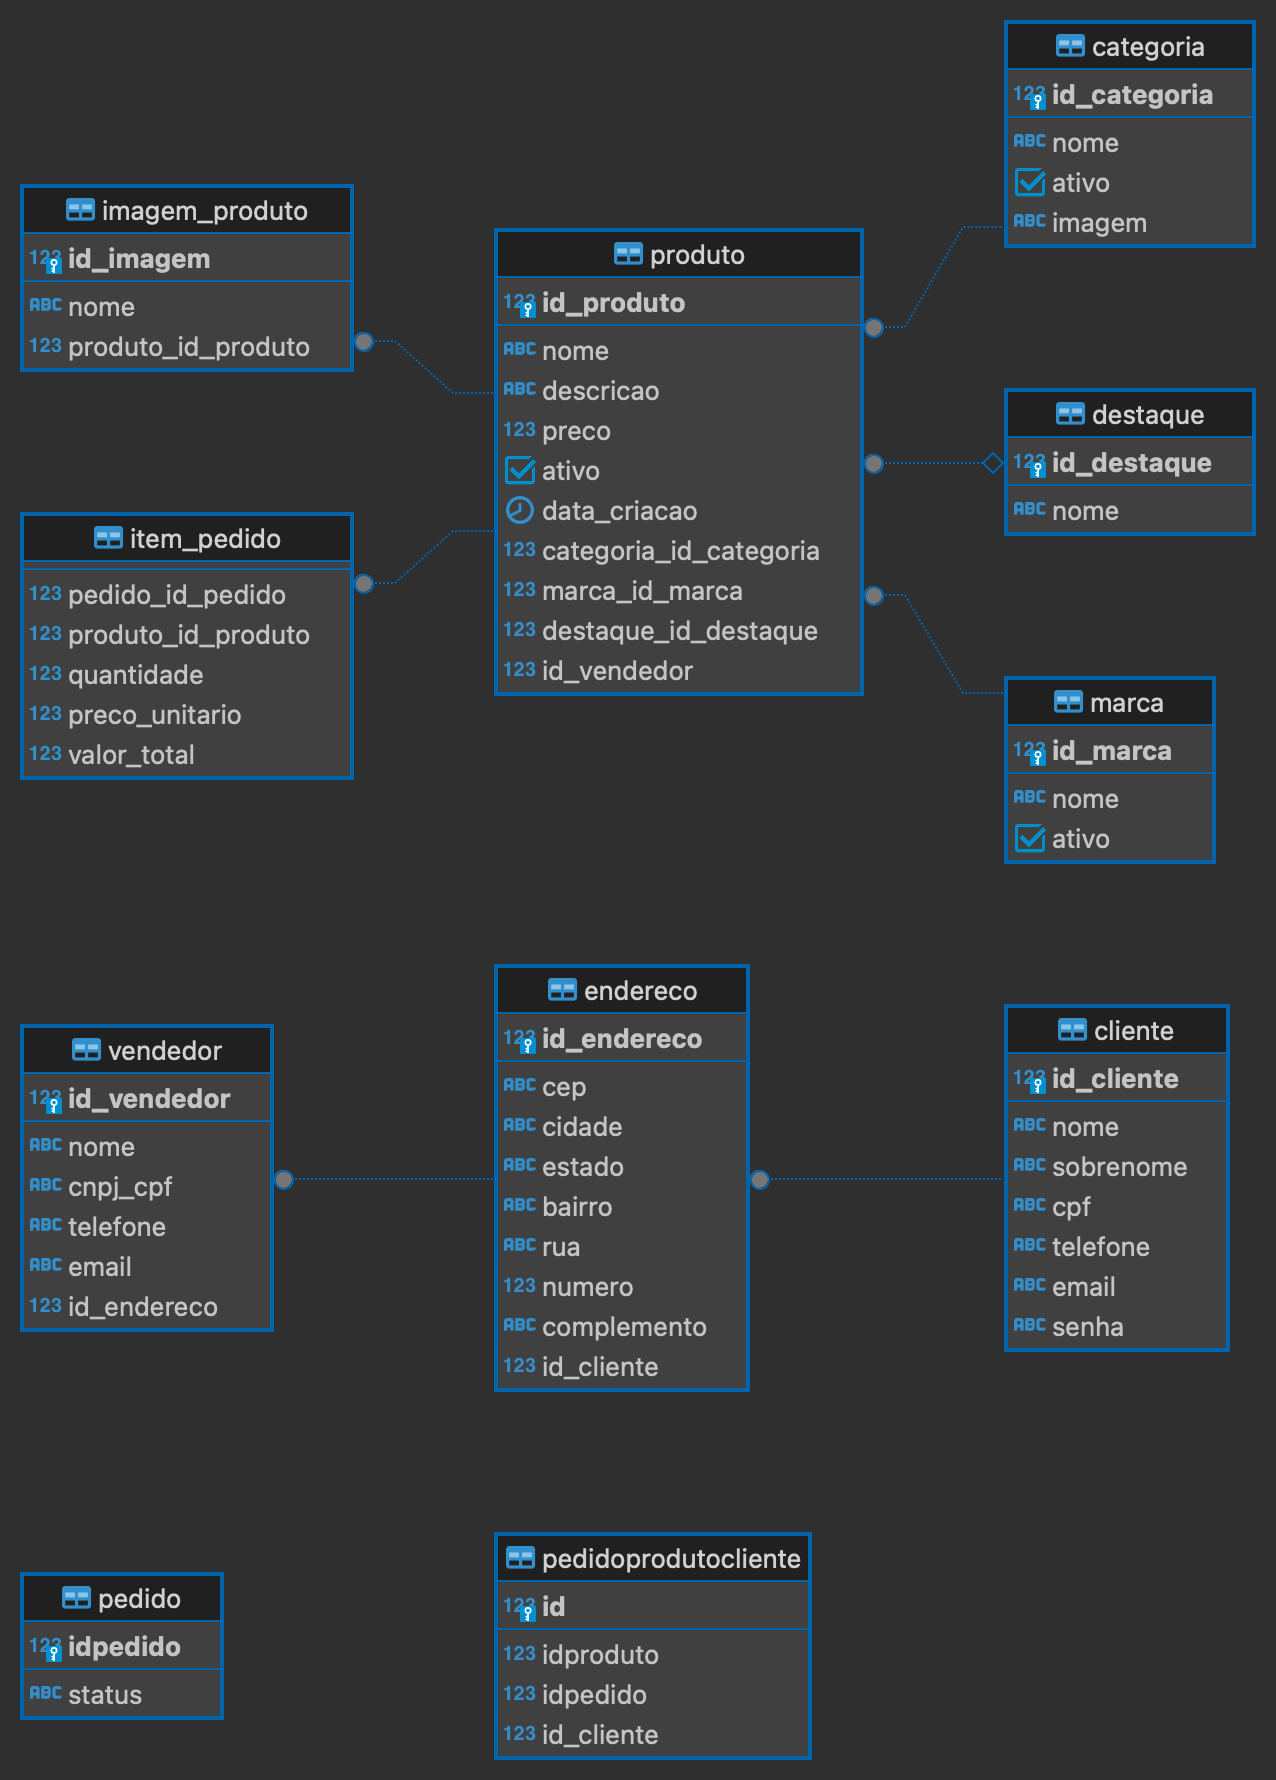 categoria
123 id_categoria
ABC nome
ativo
ABC imagem
imagem_produto
123 id_imagem
ABC nome
123 produto_id_produto
produto
123 id_produto
ABC nome
ABC descricao
123 preco
ativo
data_criacao
123 categoria_id_categoria
123 marca_id_marca
123 destaque_id_destaque
123 id_vendedor
destaque
123 id_destaque
ABC nome
item_pedido
123 pedido_id_pedido
123 produto_id_produto
123 quantidade
123 preco_unitario
123 valor_total
marca
123 id_marca
ABC nome
ativo
vendedor
123 id_vendedor
ABC nome
ABC cnpj_cpf
ABC telefone
ABC email
123 id_endereco
endereco
123 id_endereco
ABC cep
ABC cidade
ABC estado
ABC bairro
ABC rua
123 numero
ABC complemento
123 id_cliente
cliente
123 id_cliente
ABC nome
ABC sobrenome
ABC cpf
ABC telefone
ABC email
ABC senha
pedido
123 idpedido
ABC status
pedidoprodutocliente
123 id
123 idproduto
123 idpedido
123 id_cliente